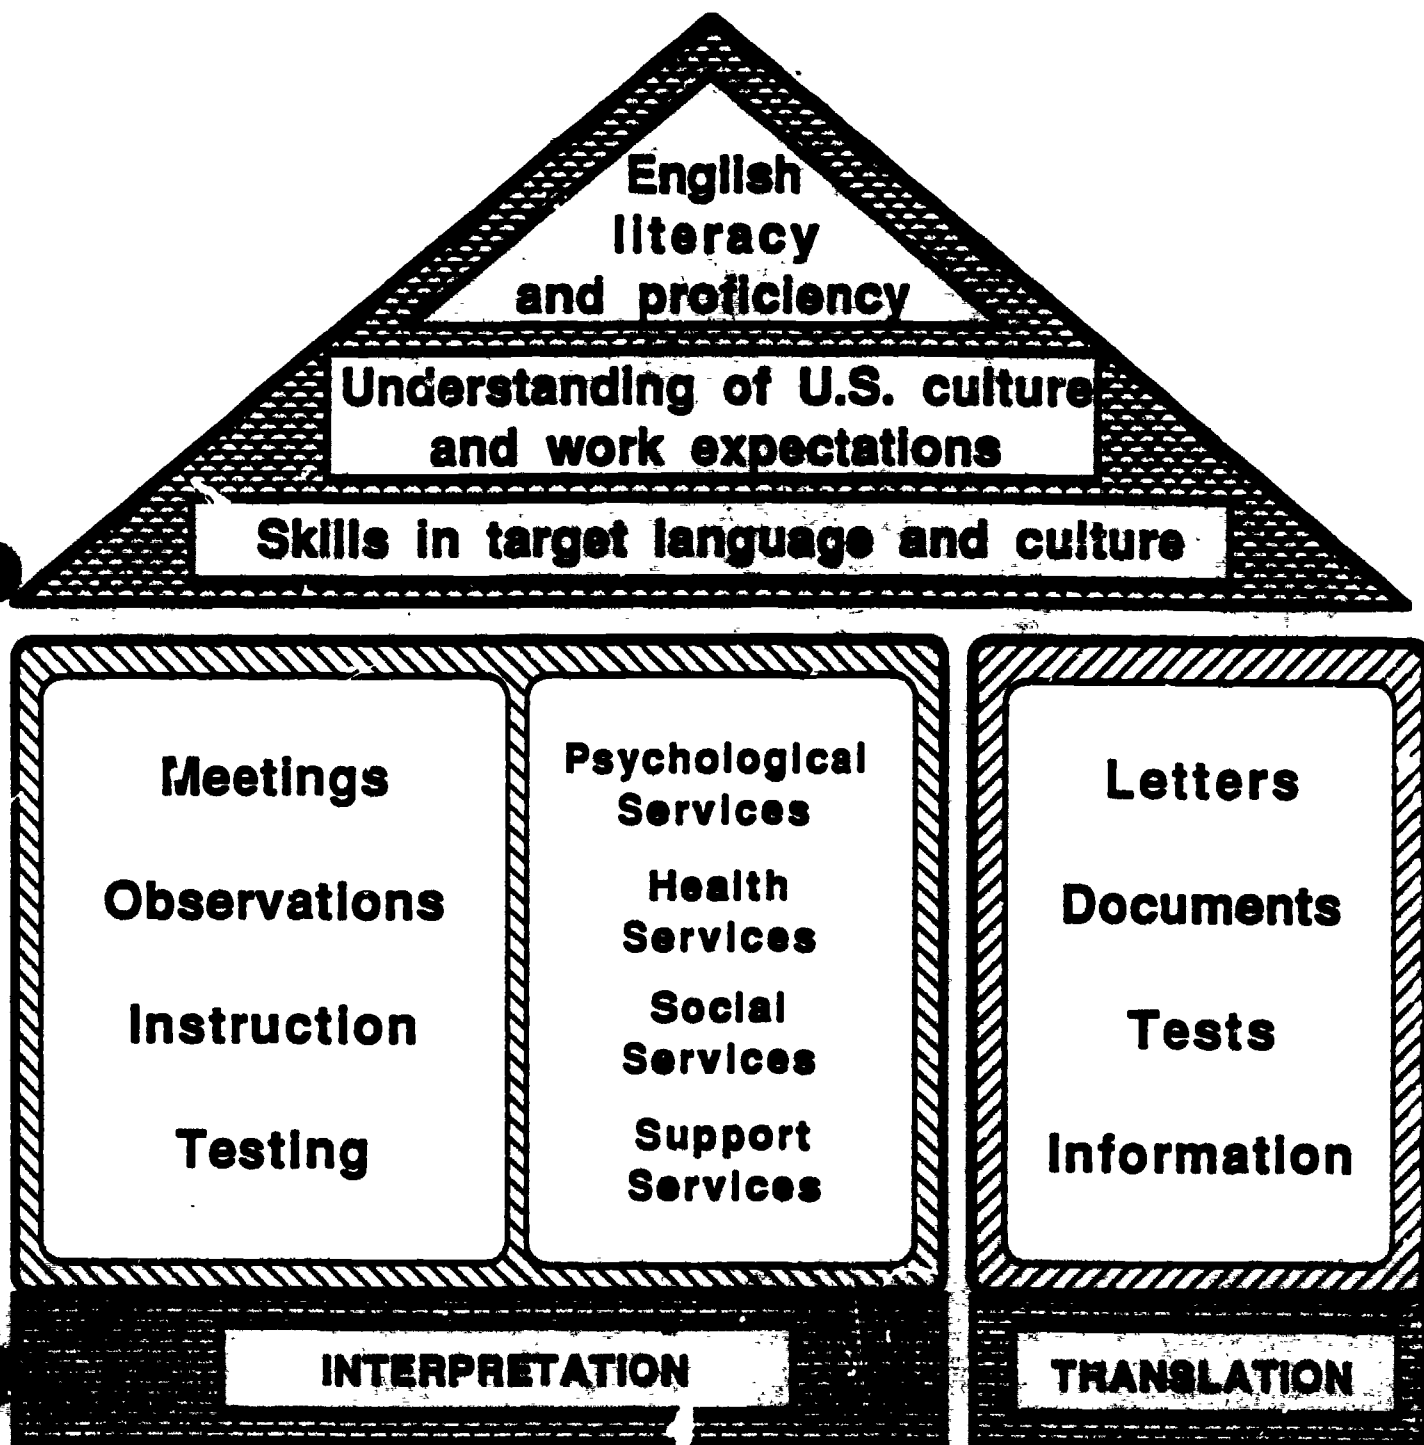 English
literacy
and proficiency
Understanding of U.S. culture
and work expectations
Skills in target language and culture
Meetings
Observations
Instruction
Testing
Psychological
Services
Health
Services
Social
Services
Support
Services
Letters
Documents
Tests
Information
INTERPRETATION
TRANSLATION